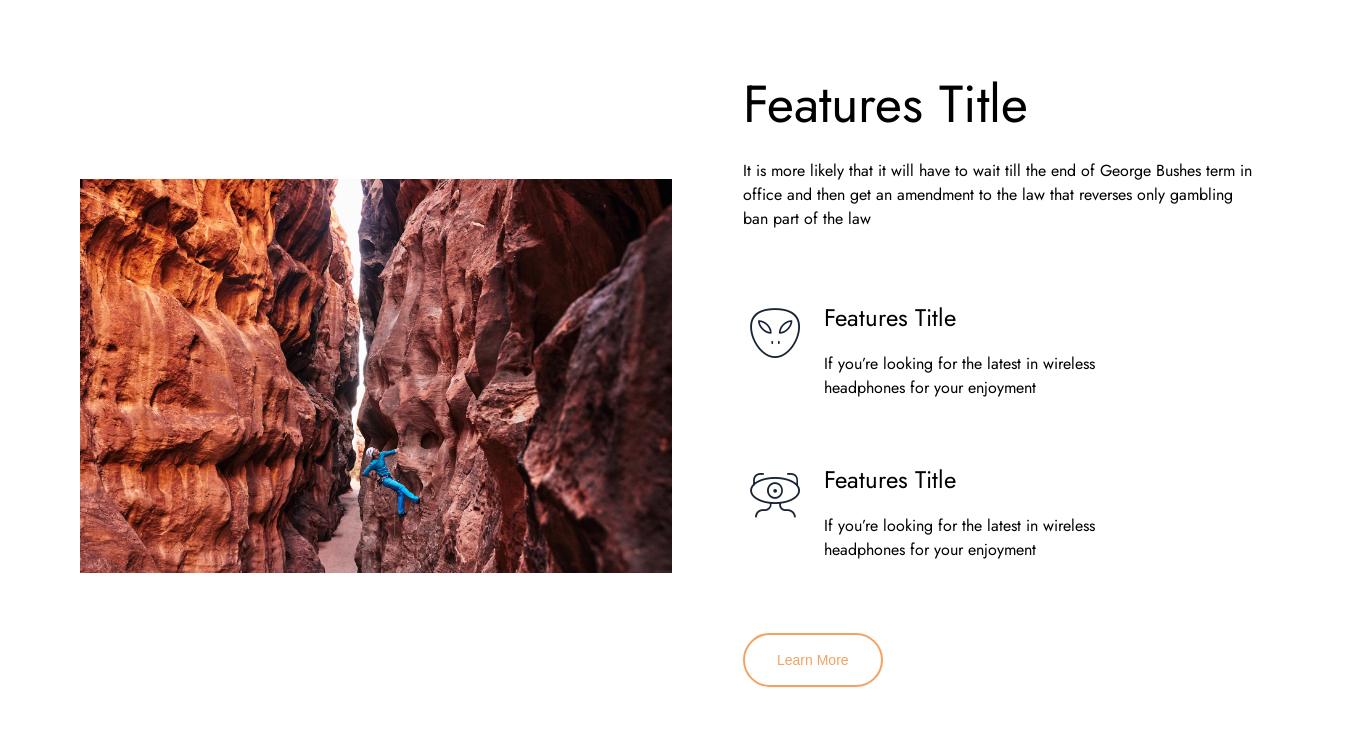 Features Title
It is more likely that it will have to wait till the end of George Bushes term in
office and then get an amendment to the law that reverses only gambling
ban part of the law
Features Title
If you’re looking for the latest in wireless
headphones for your enjoyment
Features Title
If you’re looking for the latest in wireless
headphones for your enjoyment
Learn More